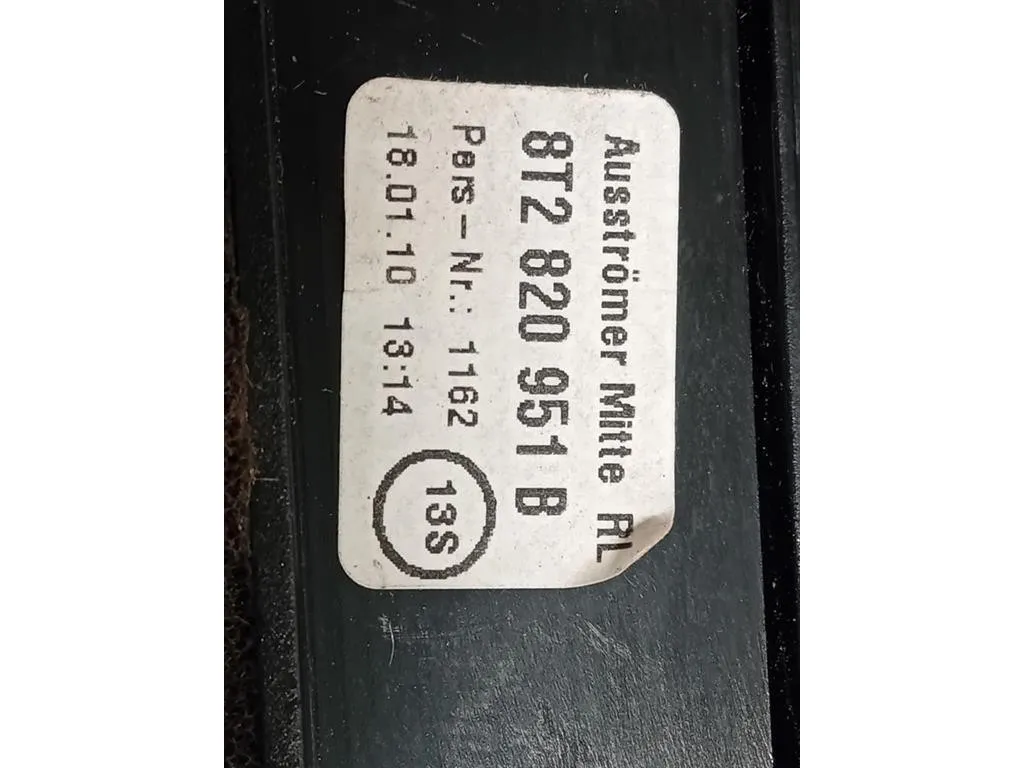 Ausströmer Mitte RL
8T2 820 951 B
Pers-Nr.: 1162
18.01.10 13:14
13S